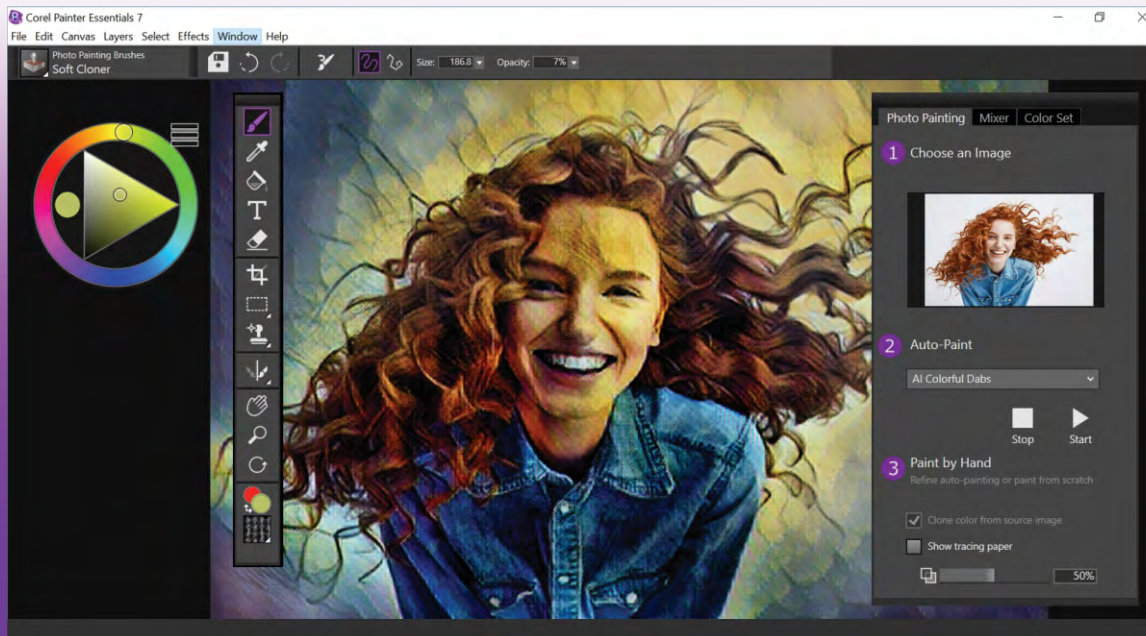 Corel Painter Essentials 7
File Edit Canvas Layers Select Effects Window Help
Photo Painting Brushes
Soft Cloner
Size: 186.8 Opacity: 7%
Photo Painting Mixer Color Set
1 Choose an Image
2 Auto-Paint
AI Colorful Dabs
Stop Start
3 Paint by Hand
Refine auto-painting or paint from scratch
Clone color from source image
Show tracing paper
50%